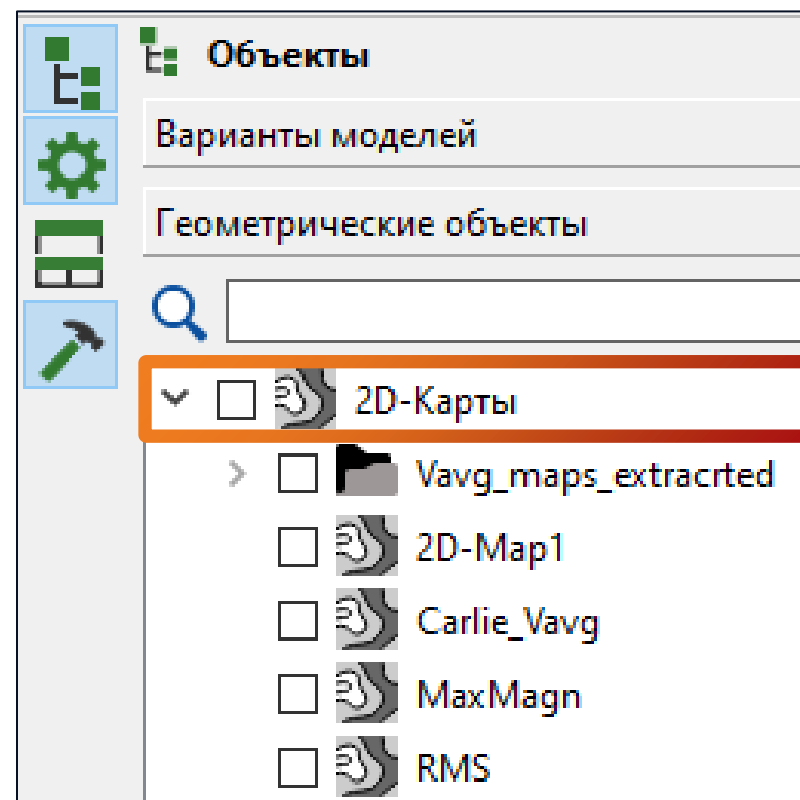 Объекты
Варианты моделей
Геометрические объекты
2D-Карты
Vavg_maps_extracrted
2D-Map1
Carlie_Vavg
MaxMagn
RMS